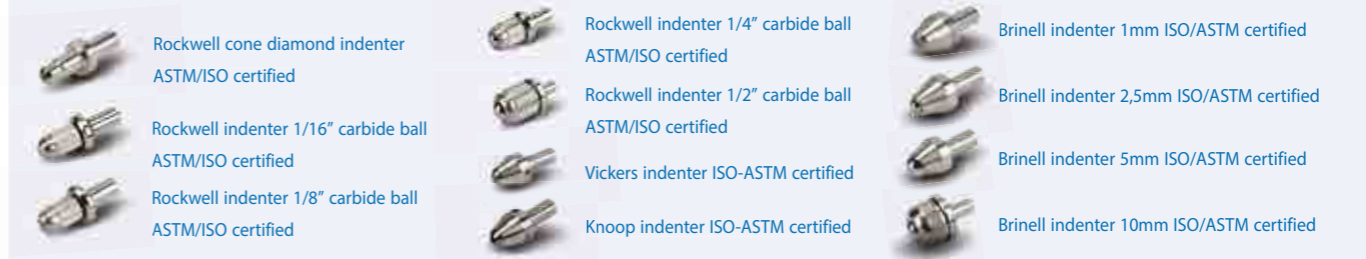 Rockwell cone diamond indenter
ASTM/ISO certified
Rockwell indenter 1/16” carbide ball
ASTM/ISO certified
Rockwell indenter 1/8” carbide ball
ASTM/ISO certified
Rockwell indenter 1/4” carbide ball
ASTM/ISO certified
Rockwell indenter 1/2” carbide ball
ASTM/ISO certified
Vickers indenter ISO-ASTM certified
Knoop indenter ISO-ASTM certified
Brinell indenter 1mm ISO/ASTM certified
Brinell indenter 2,5mm ISO/ASTM certified
Brinell indenter 5mm ISO/ASTM certified
Brinell indenter 10mm ISO/ASTM certified